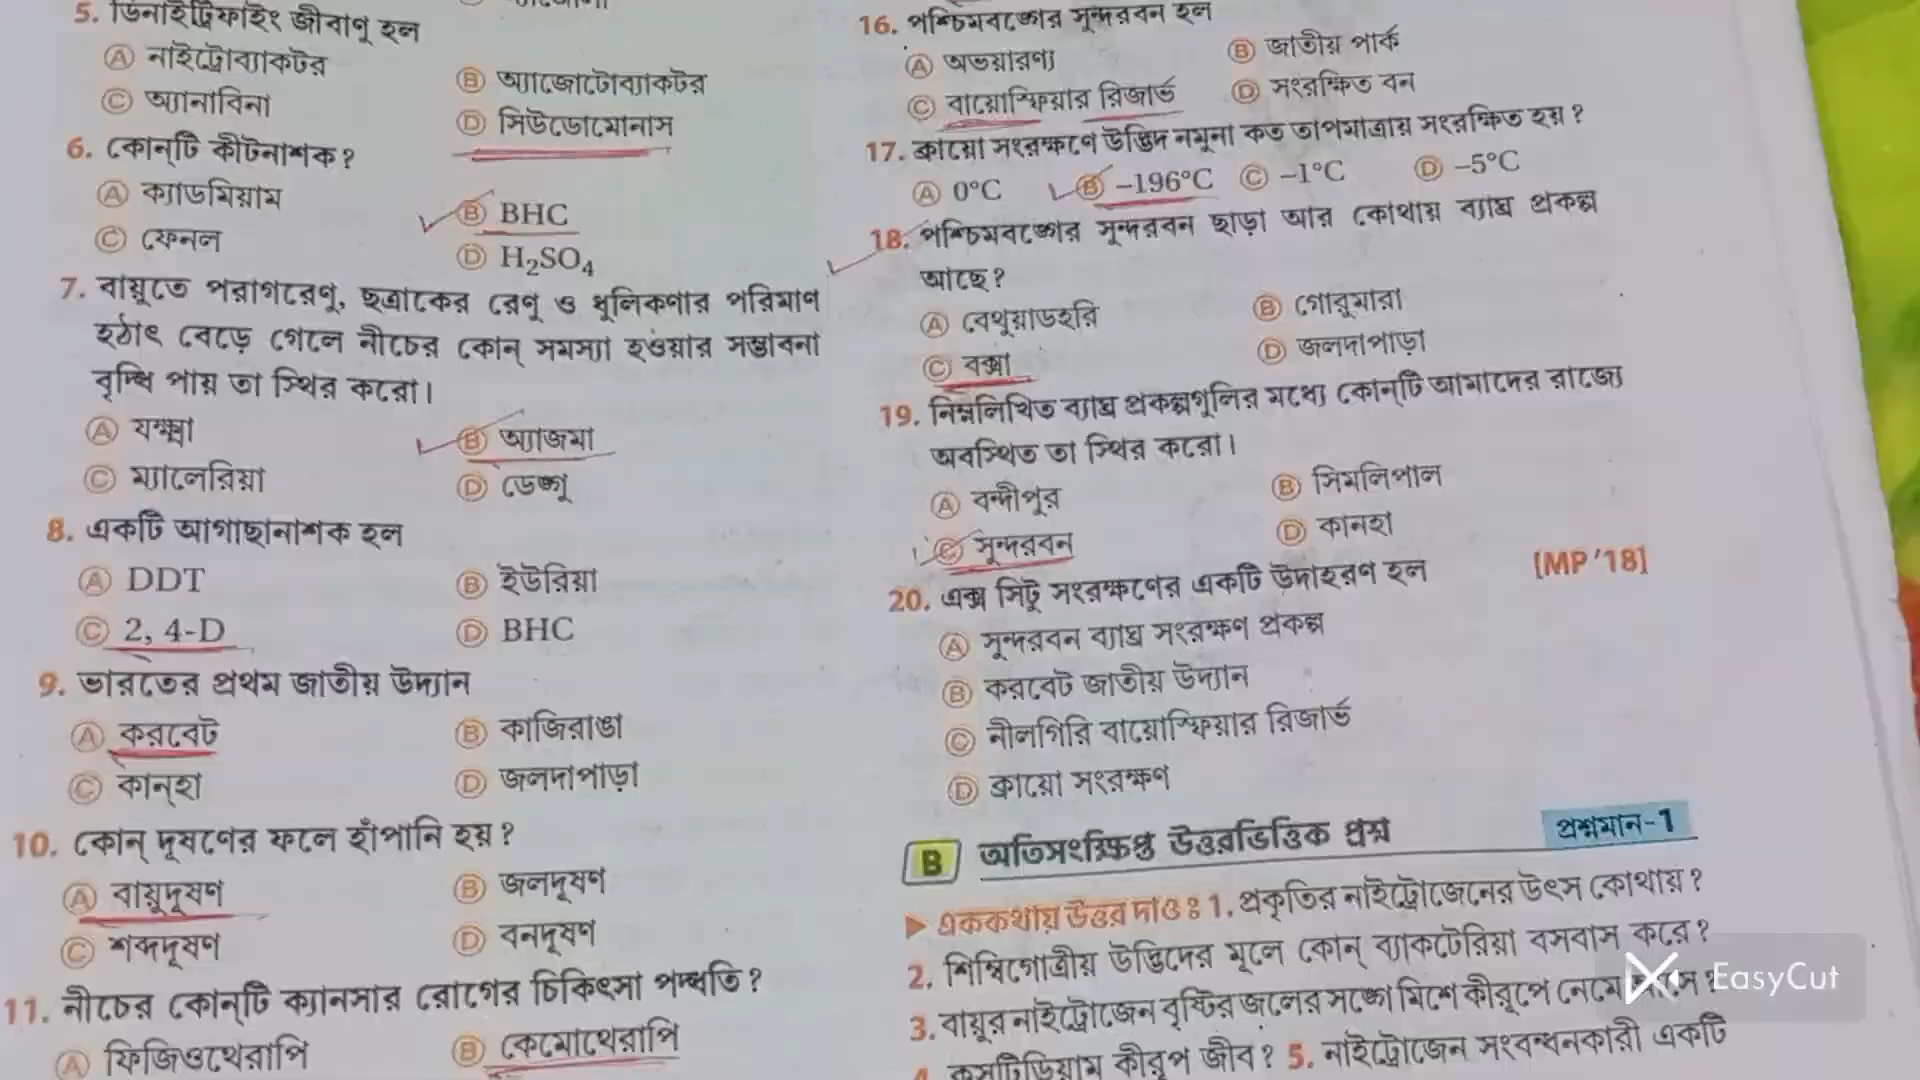 5. ডিনাইট্রিফাইং জীবাণু হল
Ⓐ নাইট্রোব্যাকটর Ⓑ অ্যাজোটোব্যাকটর
Ⓒ অ্যানাবিনা Ⓓ সিউডোমোনাস
6. কোন্‌টি কীটনাশক?
Ⓐ ক্যাডমিয়াম Ⓑ BHC
Ⓒ ফেনল Ⓓ H₂SO₄
7. বায়ুতে পরাগরেণু, ছত্রাকের রেণু ও ধূলিকণার পরিমাণ
হঠাৎ বেড়ে গেলে নীচের কোন্ সমস্যা হওয়ার সম্ভাবনা
বৃদ্ধি পায় তা স্থির করো।
Ⓐ যক্ষ্মা Ⓑ অ্যাজমা
Ⓒ ম্যালেরিয়া Ⓓ ডেঙ্গু
8. একটি আগাছানাশক হল
Ⓐ DDT Ⓑ ইউরিয়া
Ⓒ 2, 4-D Ⓓ BHC
9. ভারতের প্রথম জাতীয় উদ্যান
Ⓐ করবেট Ⓑ কাজিরাঙা
Ⓒ কান্‌হা Ⓓ জলদাপাড়া
10. কোন্ দূষণের ফলে হাঁপানি হয়?
Ⓐ বায়ুদূষণ Ⓑ জলদূষণ
Ⓒ শব্দদূষণ Ⓓ বনদূষণ
11. নীচের কোন্‌টি ক্যানসার রোগের চিকিৎসা পদ্ধতি?
Ⓐ ফিজিওথেরাপি Ⓑ কেমোথেরাপি
16. পশ্চিমবঙ্গের সুন্দরবন হল
Ⓐ অভয়ারণ্য Ⓑ জাতীয় পার্ক
Ⓒ বায়োস্ফিয়ার রিজার্ভ Ⓓ সংরক্ষিত বন
17. ক্রায়ো সংরক্ষণে উদ্ভিদ নমুনা কত তাপমাত্রায় সংরক্ষিত হয়?
Ⓐ 0°C Ⓑ –196°C Ⓒ –1°C Ⓓ –5°C
18. পশ্চিমবঙ্গের সুন্দরবন ছাড়া আর কোথায় ব্যাঘ্র প্রকল্প
আছে?
Ⓐ বেথুয়াডহরি Ⓑ গোরুমারা
Ⓒ বক্সা Ⓓ জলদাপাড়া
19. নিম্নলিখিত ব্যাঘ্র প্রকল্পগুলির মধ্যে কোন্‌টি আমাদের রাজ্যে
অবস্থিত তা স্থির করো।
Ⓐ বন্দীপুর Ⓑ সিমলিপাল
Ⓒ সুন্দরবন Ⓓ কানহা
20. এক্স সিটু সংরক্ষণের একটি উদাহরণ হল [MP '18]
Ⓐ সুন্দরবন ব্যাঘ্র সংরক্ষণ প্রকল্প
Ⓑ করবেট জাতীয় উদ্যান
Ⓒ নীলগিরি বায়োস্ফিয়ার রিজার্ভ
Ⓓ ক্রায়ো সংরক্ষণ
B অতিসংক্ষিপ্ত উত্তরভিত্তিক প্রশ্ন প্রশ্নমান-1
▶ এককথায় উত্তর দাও : 1. প্রকৃতির নাইট্রোজেনের উৎস কোথায়?
2. শিম্বিগোত্রীয় উদ্ভিদের মূলে কোন্ ব্যাকটেরিয়া বসবাস করে?
3. বায়ুর নাইট্রোজেন বৃষ্টির জলের সঙ্গে মিশে কীরূপে নেমে
কীরূপ জীব? 5. নাইট্রোজেন সংবন্ধনকারী একটি
EasyCut